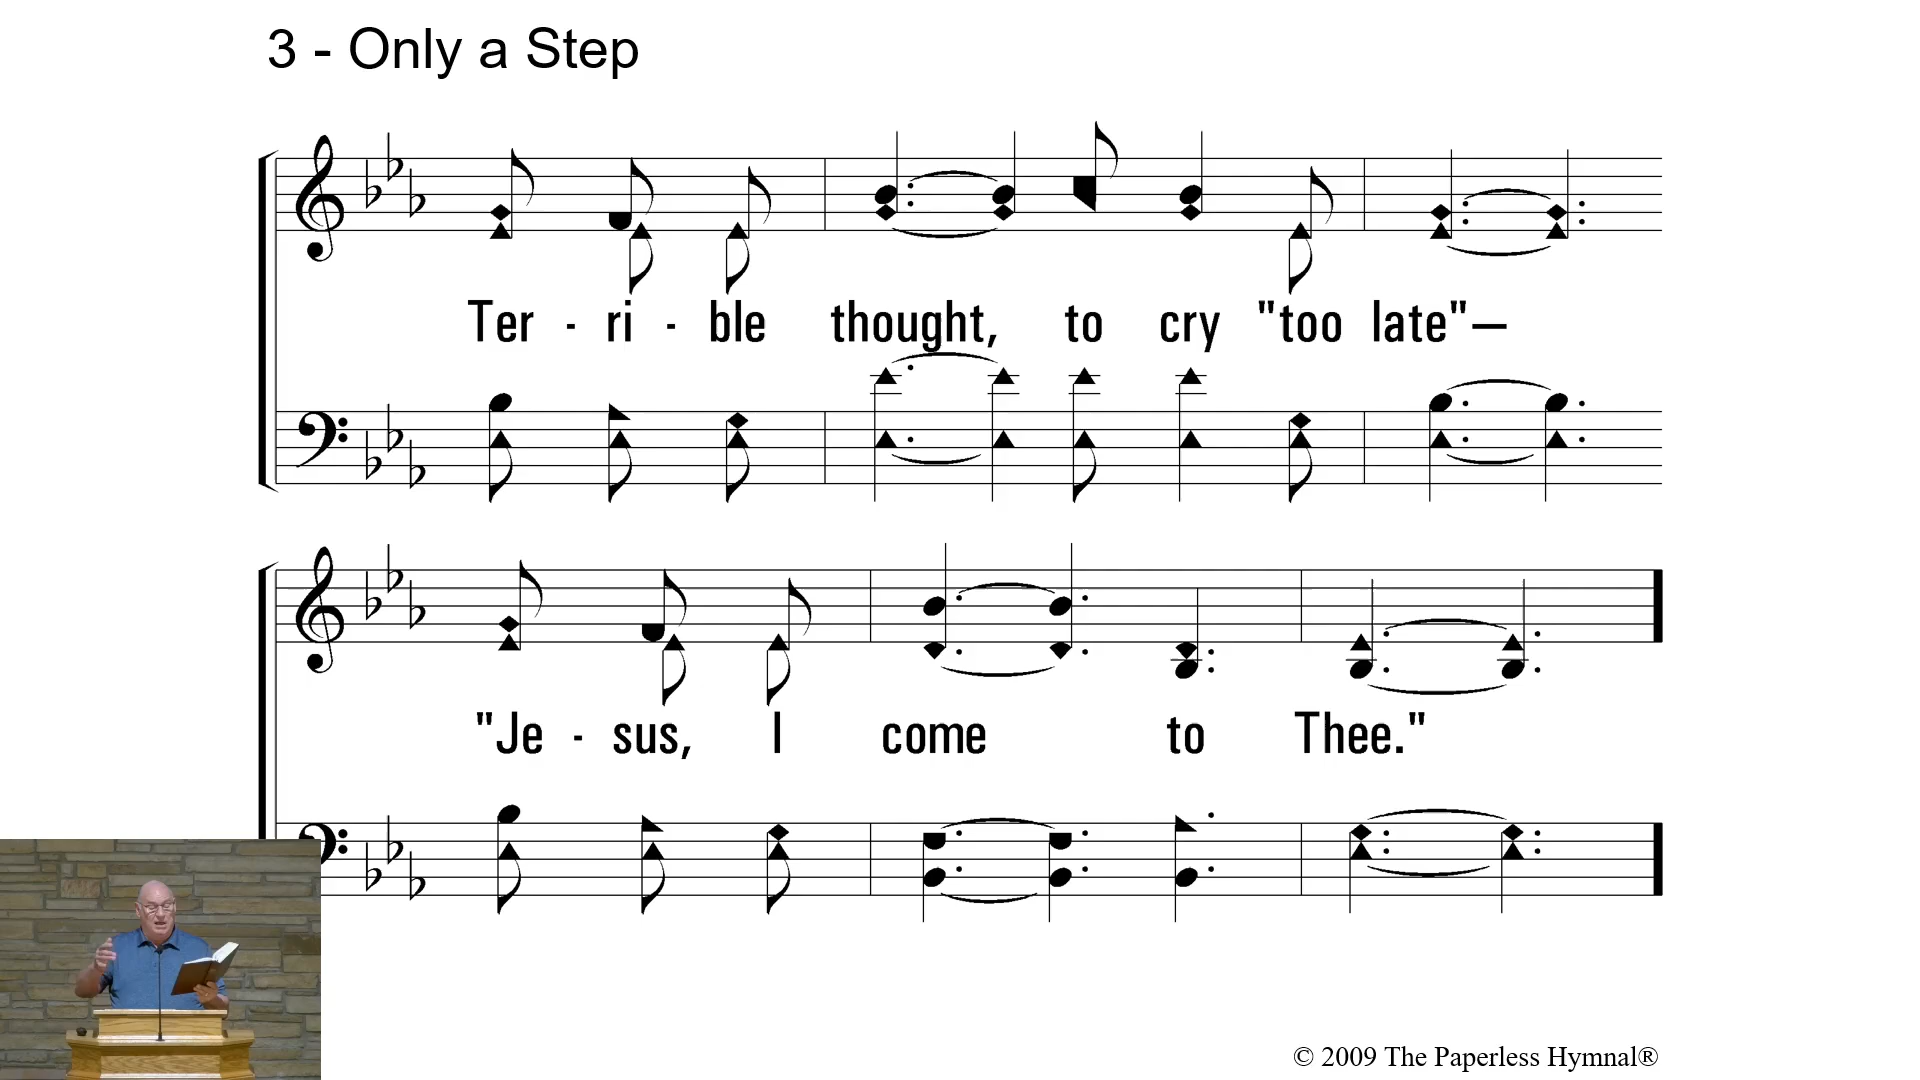 3 - Only a Step
Ter - ri - ble thought, to cry "too late"—
"Je - sus, I come to Thee."
© 2009 The Paperless Hymnal®